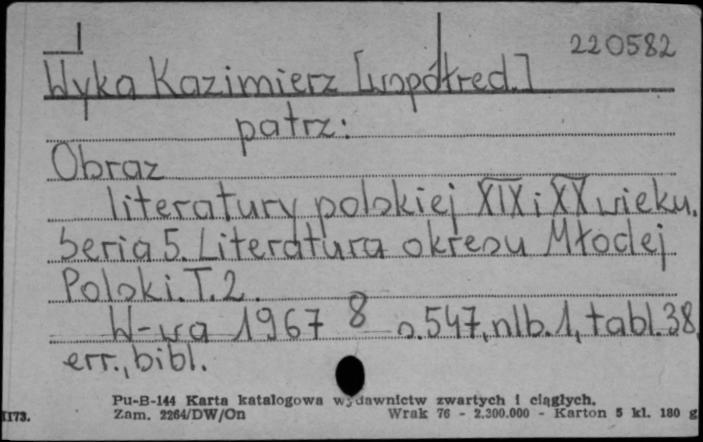 220582
Wyka Kazimierz [współred.]
patrz:
Obraz
literatury polskiej XIX i XX wieku.
Seria 5. Literatura okresu Młodej
Polski. T. 2.
W-wa 1967 8 s. 547, nlb. 1, tabl. 38,
err., bibl.
Pu-B-144 Karta katalogowa wydawnictw zwartych i ciągłych.
Zam. 2264/DW/On Wrak 76 - 2.300.000 - Karton 5 kl. 180 g